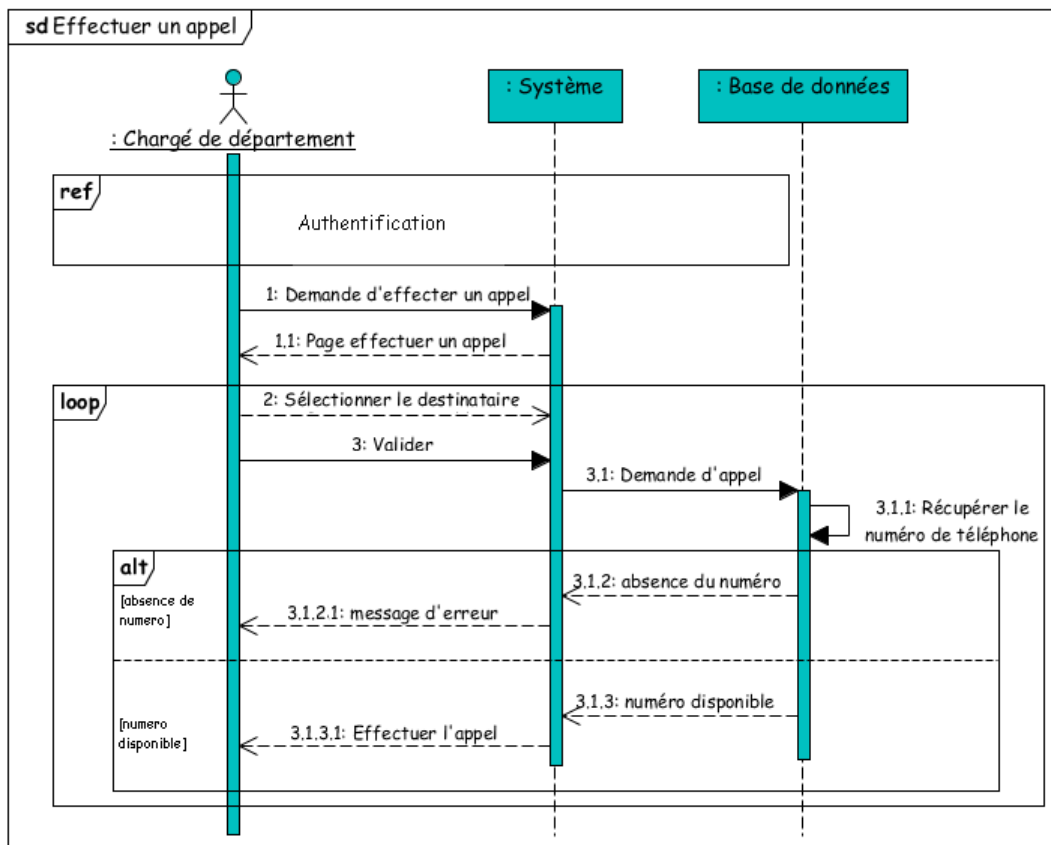 sd Effectuer un appel
: Chargé de département
: Système
: Base de données
ref
Authentification
1: Demande d'effecter un appel
1.1: Page effectuer un appel
loop
2: Sélectionner le destinataire
3: Valider
3.1: Demande d'appel
3.1.1: Récupérer le
numéro de téléphone
alt
[absence de
numero]
3.1.2: absence du numéro
3.1.2.1: message d'erreur
[numero
disponible]
3.1.3: numéro disponible
3.1.3.1: Effectuer l'appel